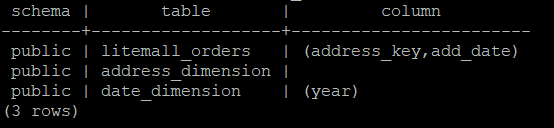 schema | table | column
--------+--------------------+-------------------------
public | litemall_orders | (address_key,add_date)
public | address_dimension |
public | date_dimension | (year)
(3 rows)